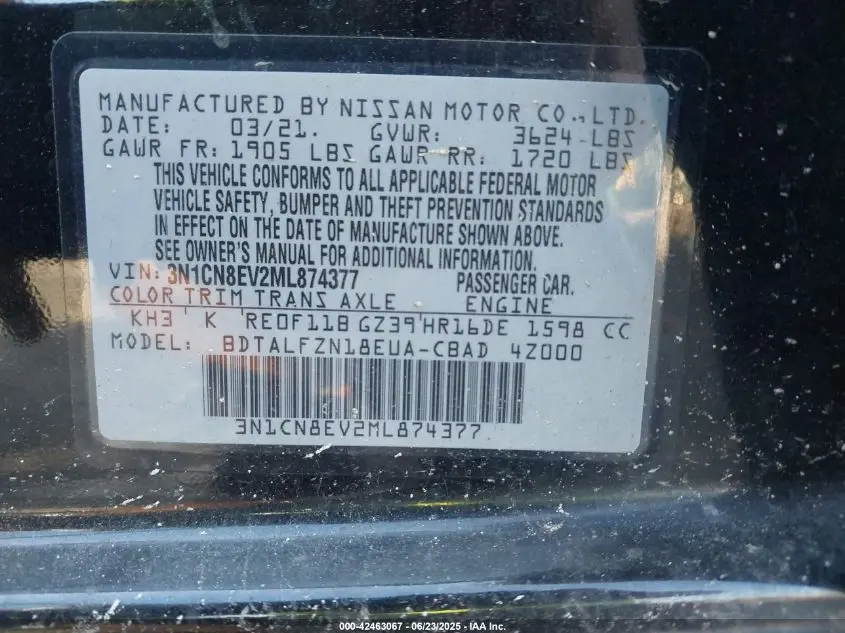 MANUFACTURED BY NISSAN MOTOR CO.,LTD.
DATE: 03/21. GVWR: 3624 LBS
GAWR FR: 1905 LBS GAWR RR: 1720 LBS
THIS VEHICLE CONFORMS TO ALL APPLICABLE FEDERAL MOTOR
VEHICLE SAFETY, BUMPER AND THEFT PREVENTION STANDARDS
IN EFFECT ON THE DATE OF MANUFACTURE SHOWN ABOVE.
SEE OWNER'S MANUAL FOR ADDITIONAL INFORMATION.
VIN: 3N1CN8EV2ML874377 PASSENGER CAR.
COLOR TRIM TRANS AXLE ENGINE
KH3 K RE0F11B GZ39 HR16DE 1598 CC
MODEL: BDTALFZN18EUA-CBAD 4Z000
3N1CN8EV2ML874377
000-42463067 - 06/23/2025 - IAA Inc.